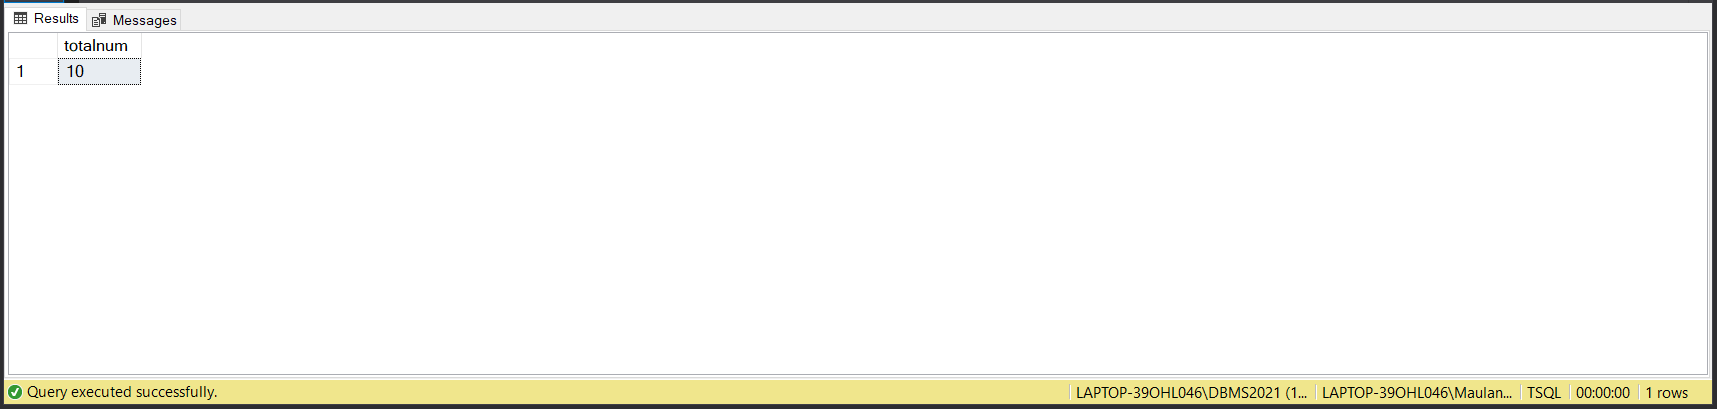 Results Messages
totalnum
1 10
Query executed successfully. LAPTOP-39OHL046\DBMS2021 (1... LAPTOP-39OHL046\Maulan... TSQL 00:00:00 1 rows